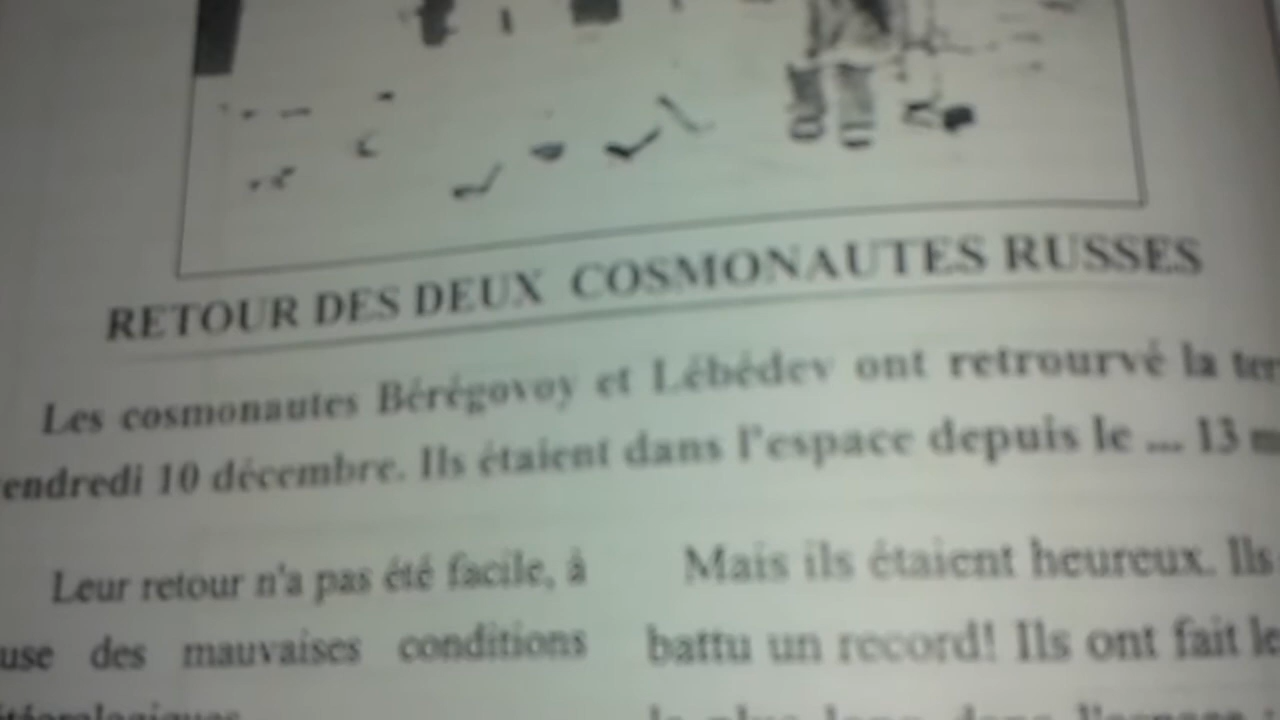 RETOUR DES DEUX COSMONAUTES RUSSES
Les cosmonautes Bérégovoy et Lébédev ont retrourvé la ter
endredi 10 décembre. Ils étaient dans l'espace depuis le ... 13
Leur retour n'a pas été facile, à
use des mauvaises conditions
Mais ils étaient heureux. Ils
battu un record! Ils ont fait le